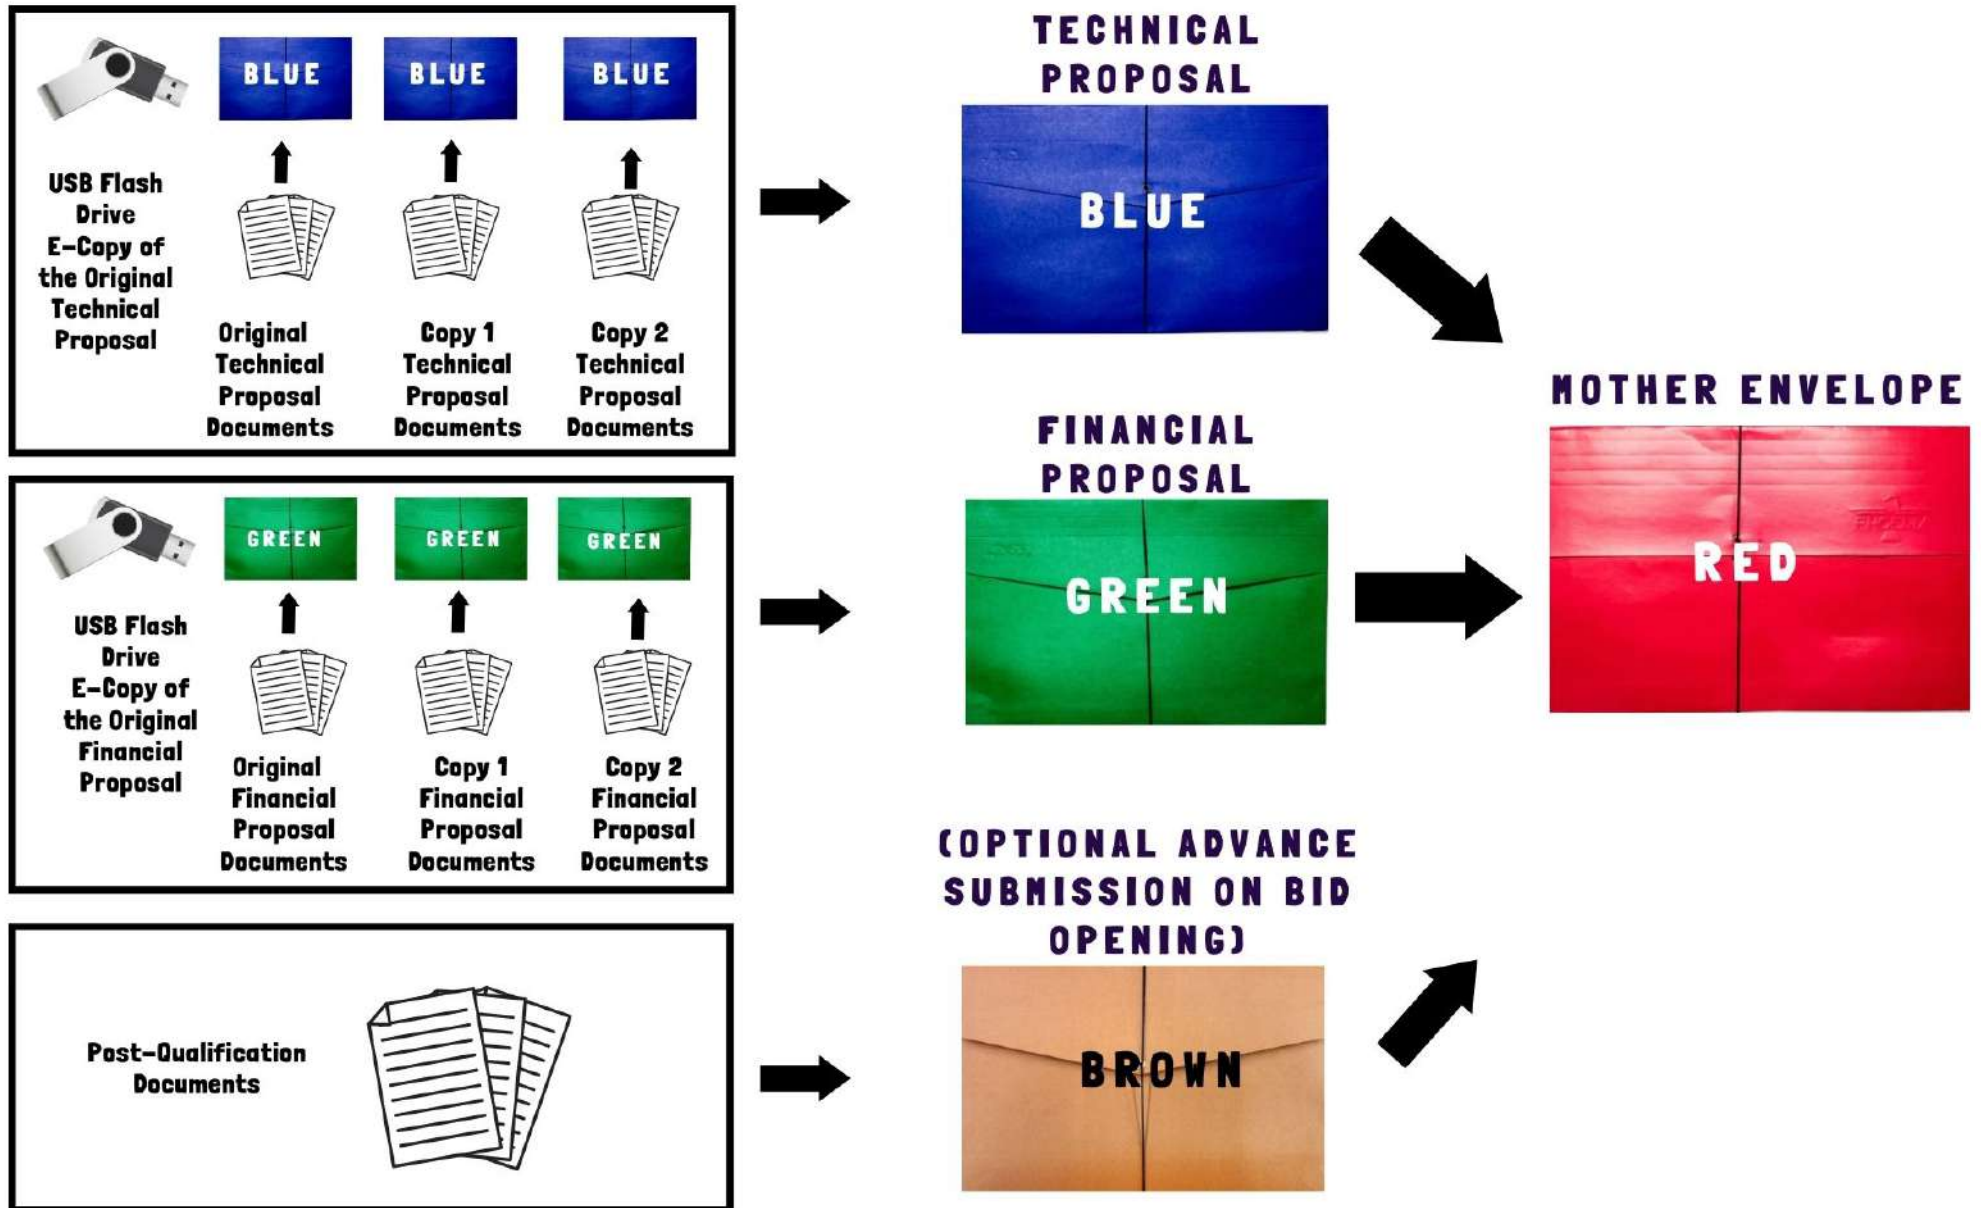 BLUE
BLUE
BLUE
USB Flash
Drive
E-Copy of
the Original
Technical
Proposal
Original
Technical
Proposal
Documents
Copy 1
Technical
Proposal
Documents
Copy 2
Technical
Proposal
Documents
TECHNICAL
PROPOSAL
BLUE
GREEN
GREEN
GREEN
USB Flash
Drive
E-Copy of
the Original
Financial
Proposal
Original
Financial
Proposal
Documents
Copy 1
Financial
Proposal
Documents
Copy 2
Financial
Proposal
Documents
FINANCIAL
PROPOSAL
GREEN
MOTHER ENVELOPE
RED
Post-Qualification
Documents
(OPTIONAL ADVANCE
SUBMISSION ON BID
OPENING)
BROWN